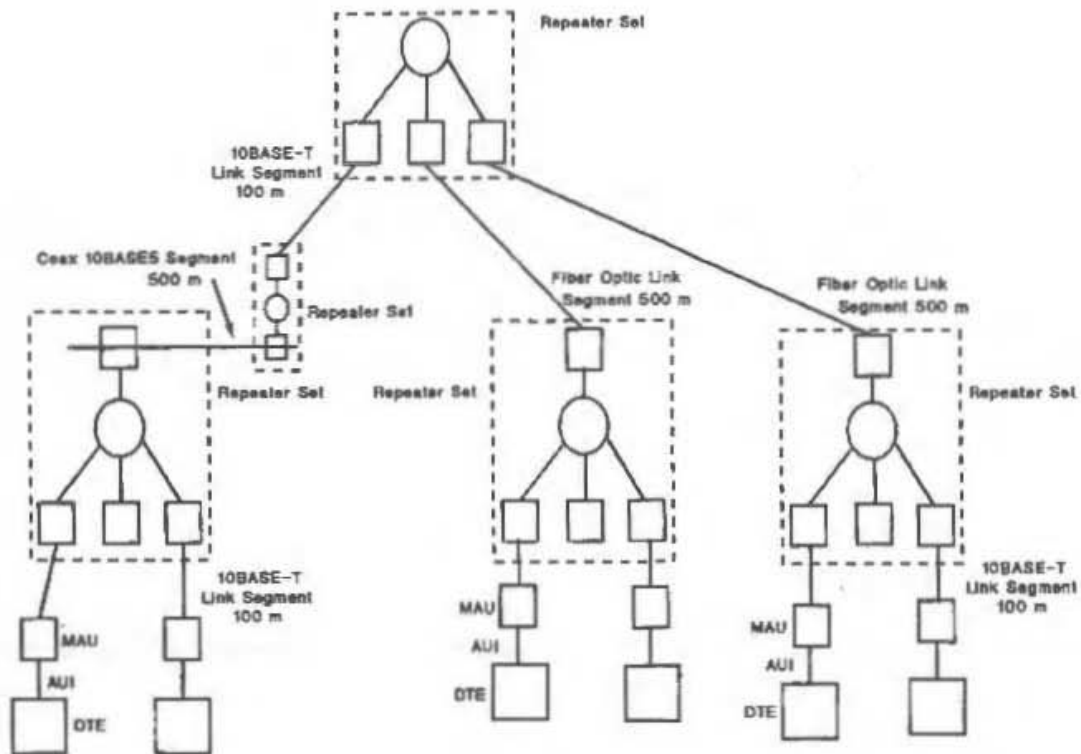 Repeater Set
10BASE-T
Link Segment
100 m
Coax 10BASE5 Segment
500 m
Repeater Set
Fiber Optic Link
Segment 500 m
Fiber Optic Link
Segment 500 m
Repeater Set
Repeater Set
Repeater Set
10BASE-T
Link Segment
100 m
10BASE-T
Link Segment
100 m
MAU
AUI
DTE
MAU
AUI
DTE
MAU
AUI
DTE